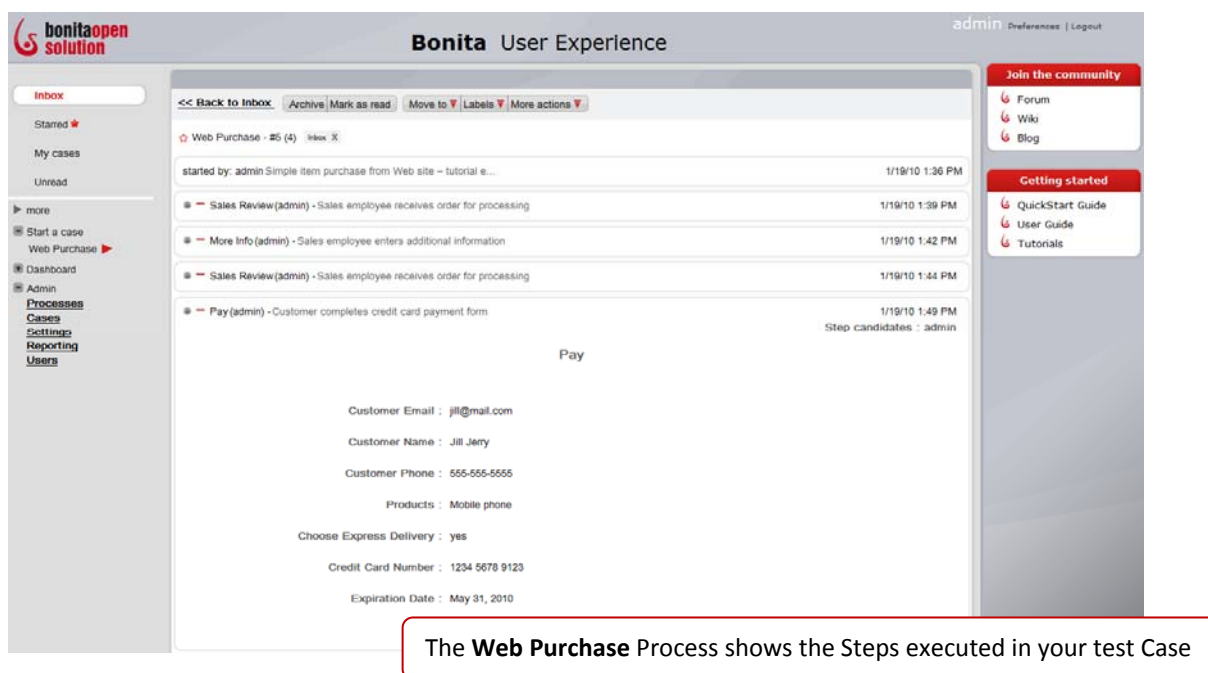 bonitaopen
solution
Bonita User Experience
admin Preferences | Logout
Inbox
Starred
My cases
Unread
more
Start a case
Web Purchase
Dashboard
Admin
Processes
Cases
Settings
Reporting
Users
<< Back to Inbox Archive Mark as read Move to Labels More actions
Web Purchase - #5 (4) Inbox X
started by: admin Simple item purchase from Web site – tutorial e... 1/19/10 1:36 PM
Sales Review(admin) - Sales employee receives order for processing 1/19/10 1:39 PM
More Info(admin) - Sales employee enters additional information 1/19/10 1:42 PM
Sales Review(admin) - Sales employee receives order for processing 1/19/10 1:44 PM
Pay(admin) - Customer completes credit card payment form 1/19/10 1:49 PM
Step candidates : admin
Pay
Customer Email : jill@mail.com
Customer Name : Jill Jerry
Customer Phone : 555-555-5555
Products : Mobile phone
Choose Express Delivery : yes
Credit Card Number : 1234 5678 9123
Expiration Date : May 31, 2010
Join the community
Forum
Wiki
Blog
Getting started
QuickStart Guide
User Guide
Tutorials
The Web Purchase Process shows the Steps executed in your test Case